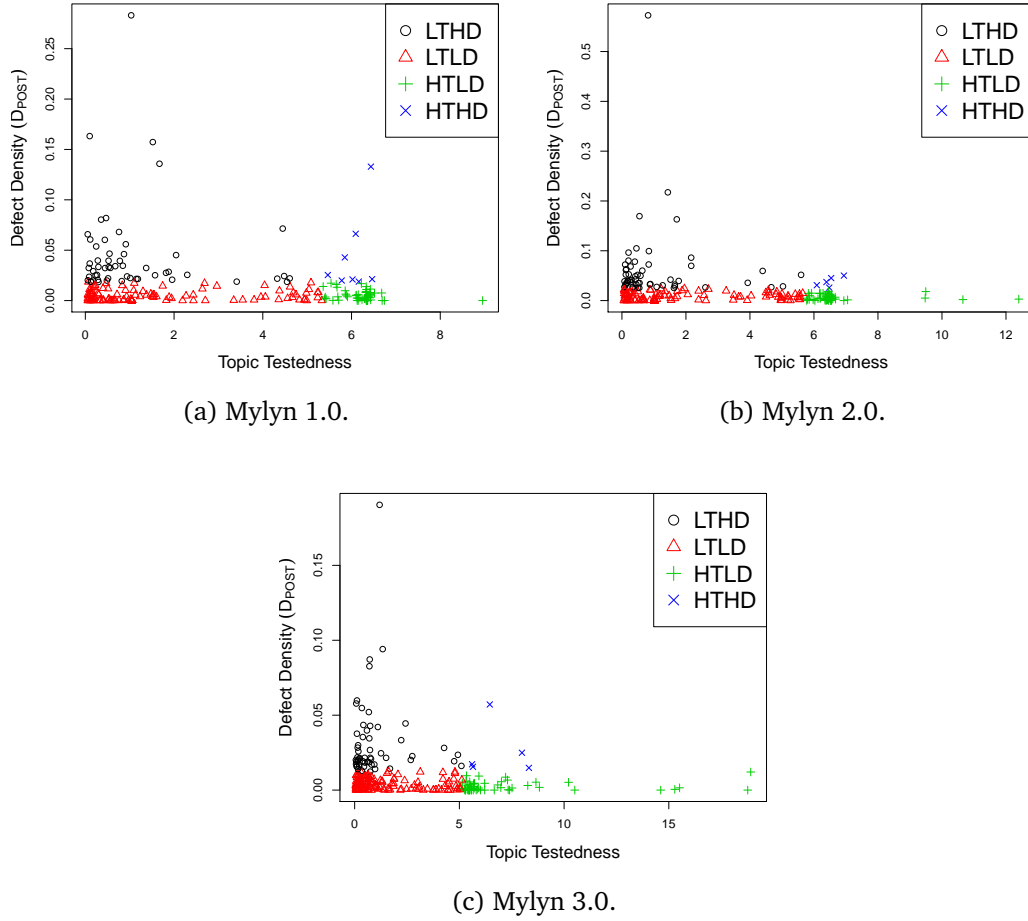 0.00
0.05
0.10
0.15
0.20
0.25
0 2 4 6 8
Defect Density (DPOST)
Topic Testedness
LTHD
LTLD
HTLD
HTHD
(a) Mylyn 1.0.
0.0
0.1
0.2
0.3
0.4
0.5
0 2 4 6 8 10 12
Defect Density (DPOST)
Topic Testedness
LTHD
LTLD
HTLD
HTHD
(b) Mylyn 2.0.
0.00
0.05
0.10
0.15
0 5 10 15
Defect Density (DPOST)
Topic Testedness
LTHD
LTLD
HTLD
HTHD
(c) Mylyn 3.0.